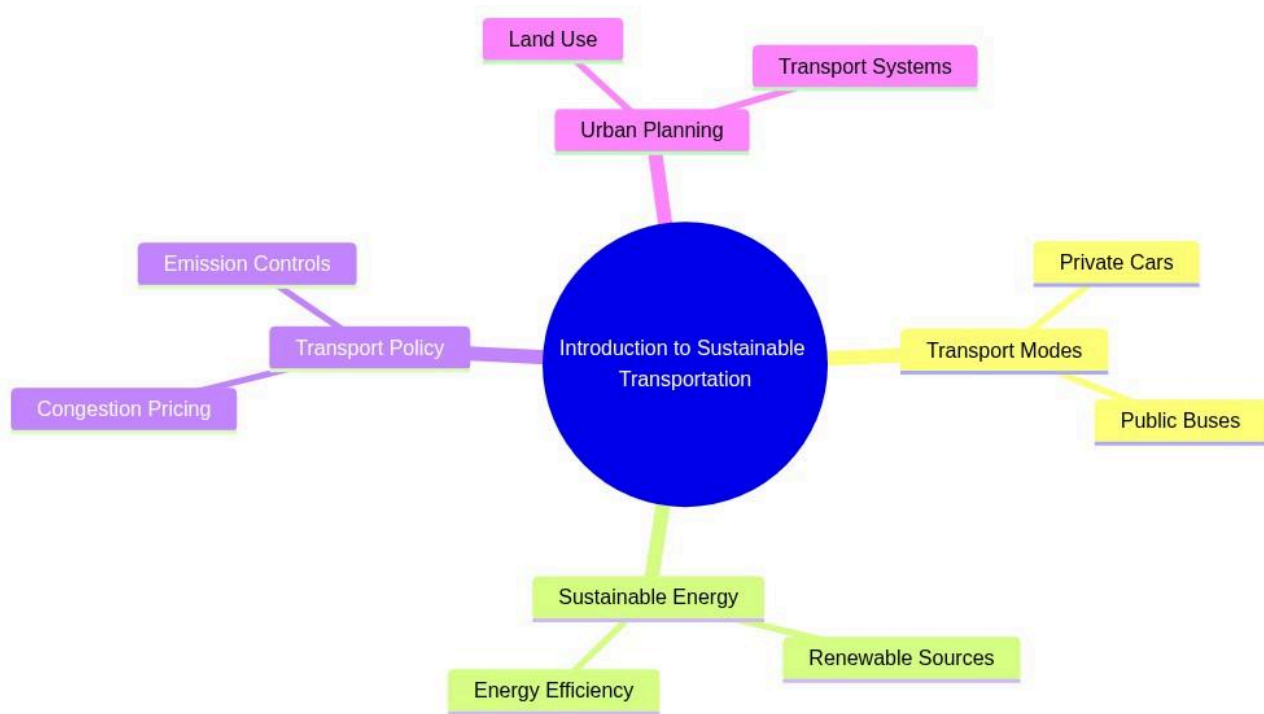 Land Use
Transport Systems
Urban Planning
Emission Controls
Private Cars
Transport Policy
Introduction to Sustainable
Transportation
Transport Modes
Congestion Pricing
Public Buses
Sustainable Energy
Renewable Sources
Energy Efficiency